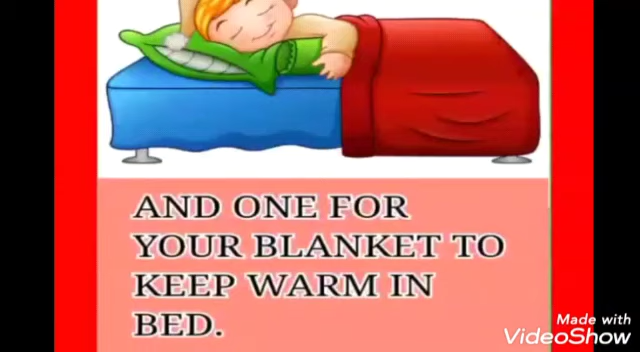 AND ONE FOR
YOUR BLANKET TO
KEEP WARM IN
BED.
Made with
VideoShow